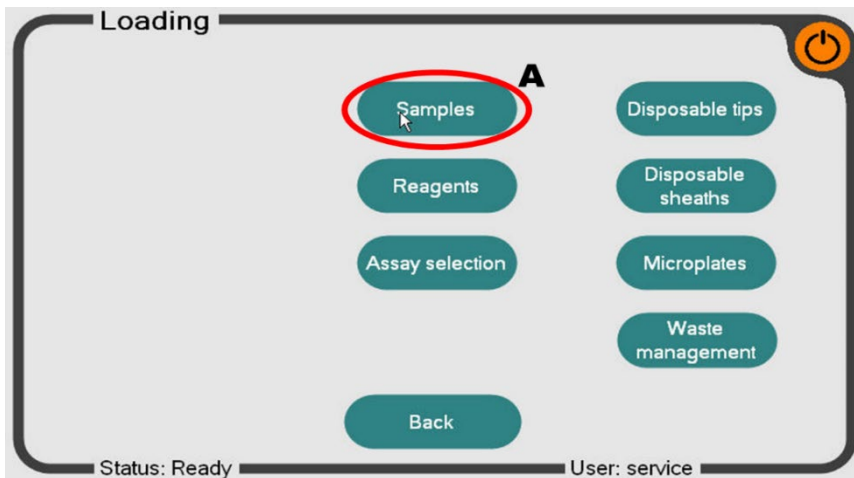 Loading
A
Samples
Disposable tips
Reagents
Disposable
sheaths
Assay selection
Microplates
Waste
management
Back
Status: Ready
User: service